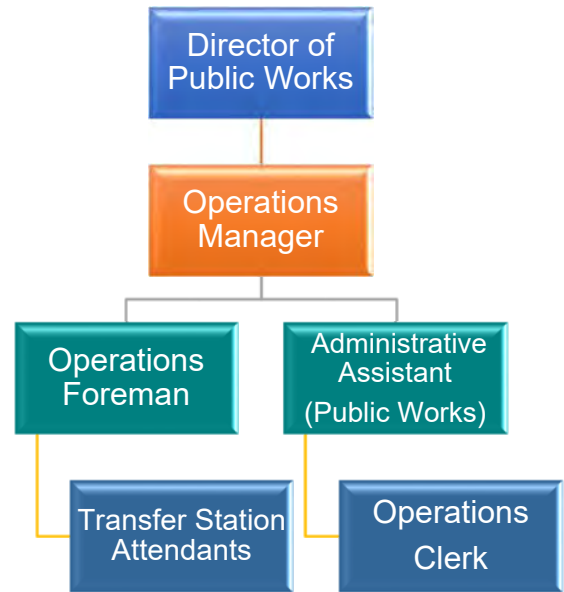 Director of
Public Works
Operations
Manager
Operations
Foreman
Administrative
Assistant
(Public Works)
Transfer Station
Attendants
Operations
Clerk